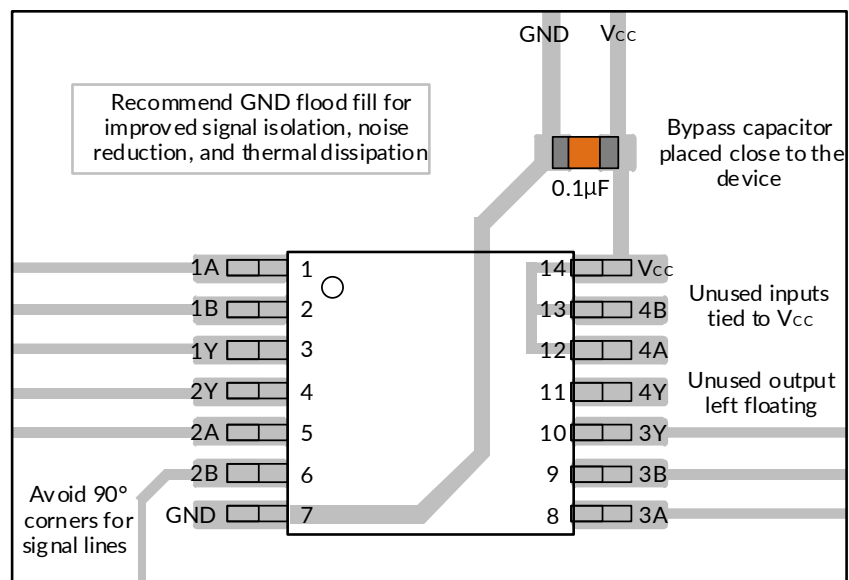 GND
Vcc
Recommend GND flood fill for
improved signal isolation, noise
reduction, and thermal dissipation
Bypass capacitor
placed close to the
device
0.1µF
1A 1
1B 2
1Y 3
2Y 4
2A 5
2B 6
GND 7
14 Vcc
13 4B
12 4A
11 4Y
10 3Y
9 3B
8 3A
Unused inputs
tied to Vcc
Unused output
left floating
Avoid 90°
corners for
signal lines